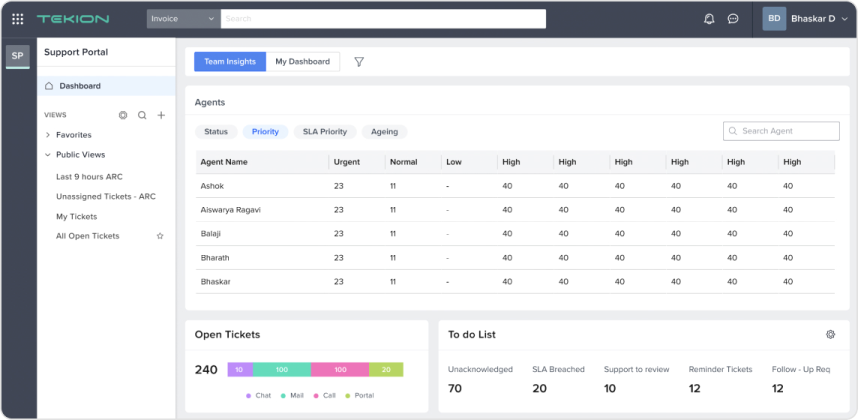 TEKION
Invoice
Search
BD
Bhaskar D
SP
Support Portal
Dashboard
VIEWS
Favorites
Public Views
Last 9 hours ARC
Unassigned Tickets - ARC
My Tickets
All Open Tickets
Team Insights My Dashboard
Agents
Status Priority SLA Priority Ageing
Search Agent
Agent Name Urgent Normal Low High High High High High High
Ashok 23 11 - 40 40 40 40 40 40
Aiswarya Ragavi 23 11 - 40 40 40 40 40 40
Balaji 23 11 - 40 40 40 40 40 40
Bharath 23 11 - 40 40 40 40 40 40
Bhaskar 23 11 - 40 40 40 40 40 40
Open Tickets
240 10 100 100 20
Chat Mail Call Portal
To do List
Unacknowledged SLA Breached Support to review Reminder Tickets Follow - Up Req
70 20 10 12 12